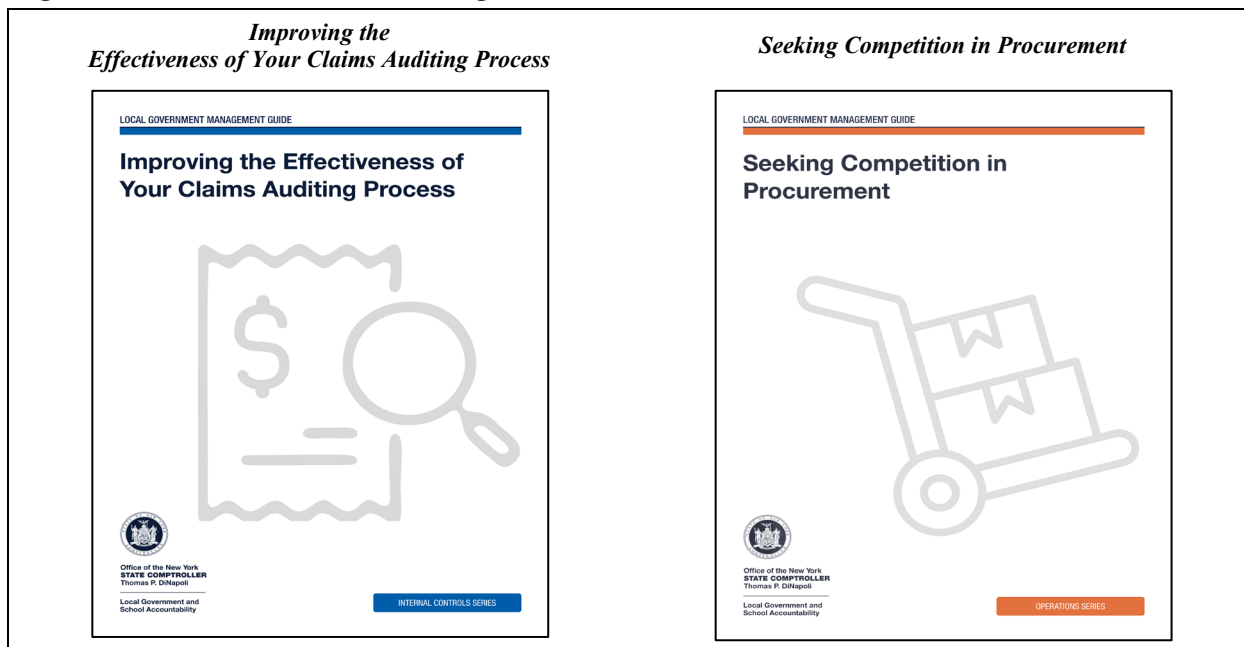 Improving the
Effectiveness of Your Claims Auditing Process
LOCAL GOVERNMENT MANAGEMENT GUIDE
Improving the Effectiveness of
Your Claims Auditing Process
$
Office of the New York
STATE COMPTROLLER
Thomas P. DiNapoli
Local Government and
School Accountability
INTERNAL CONTROLS SERIES
Seeking Competition in Procurement
LOCAL GOVERNMENT MANAGEMENT GUIDE
Seeking Competition in
Procurement
Office of the New York
STATE COMPTROLLER
Thomas P. DiNapoli
Local Government and
School Accountability
OPERATIONS SERIES